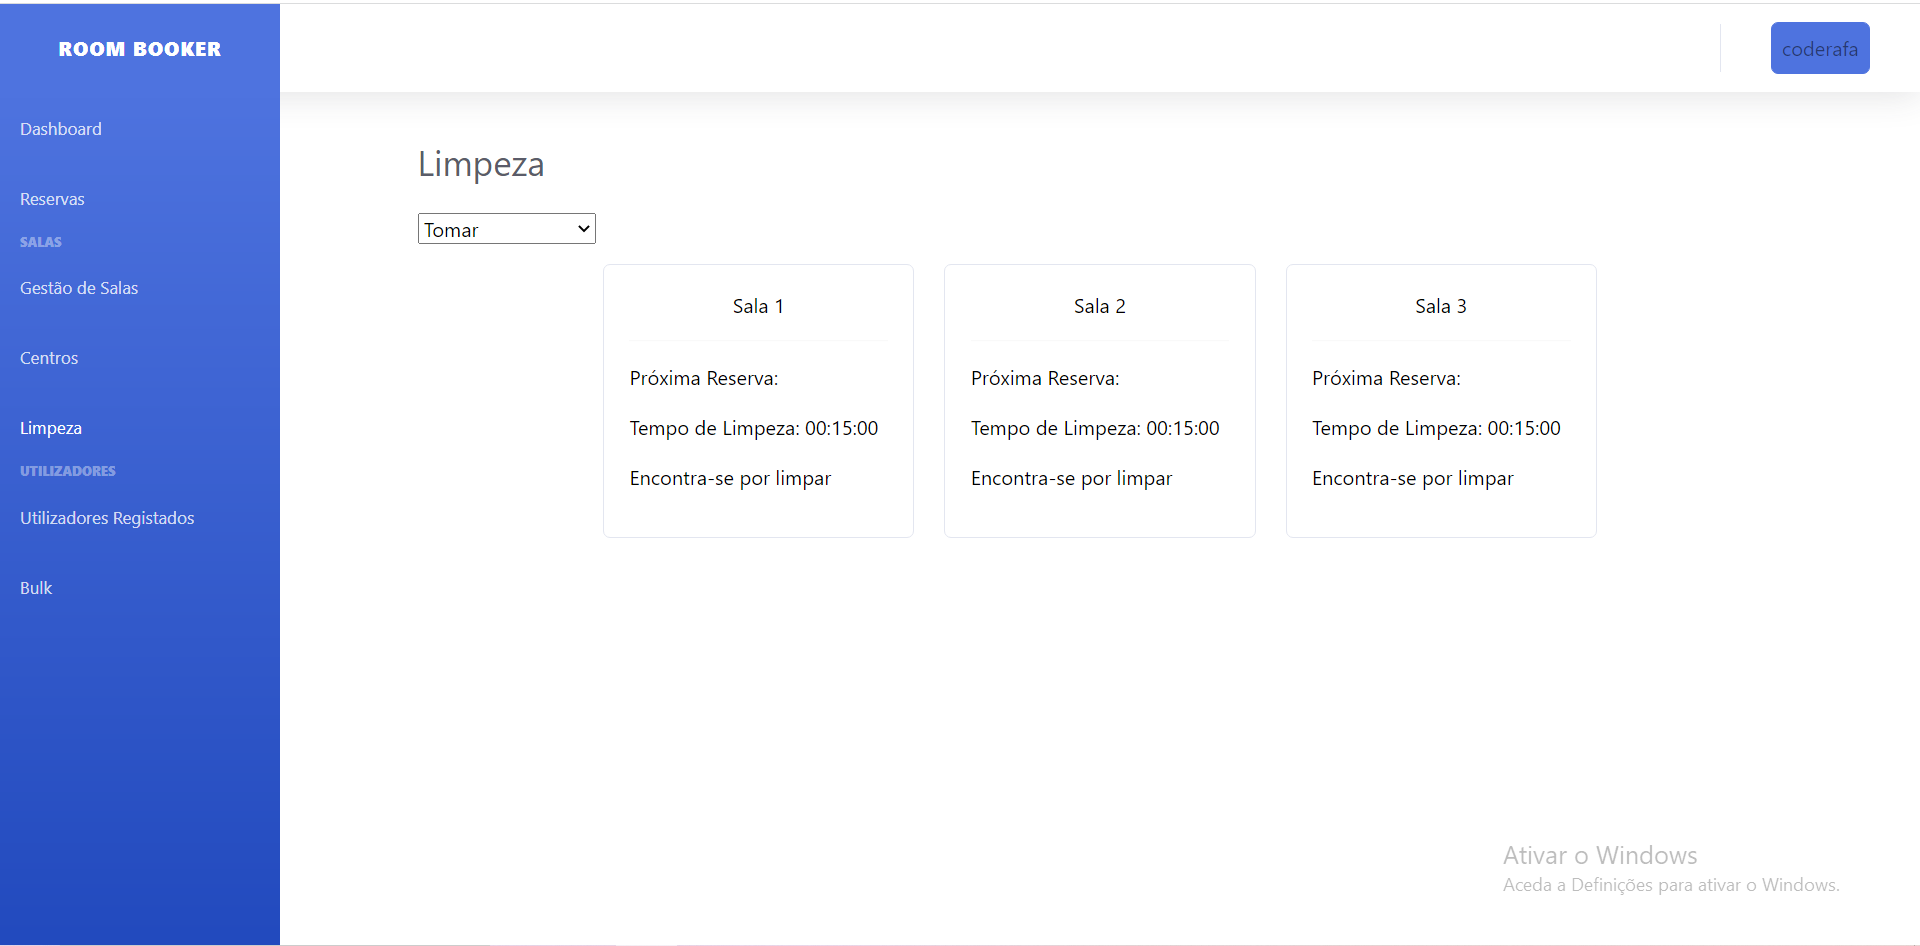 ROOM BOOKER
coderafa
Dashboard
Reservas
SALAS
Gestão de Salas
Centros
Limpeza
UTILIZADORES
Utilizadores Registados
Bulk
Limpeza
Tomar
Sala 1
Próxima Reserva:
Tempo de Limpeza: 00:15:00
Encontra-se por limpar
Sala 2
Próxima Reserva:
Tempo de Limpeza: 00:15:00
Encontra-se por limpar
Sala 3
Próxima Reserva:
Tempo de Limpeza: 00:15:00
Encontra-se por limpar
Ativar o Windows
Aceda a Definições para ativar o Windows.